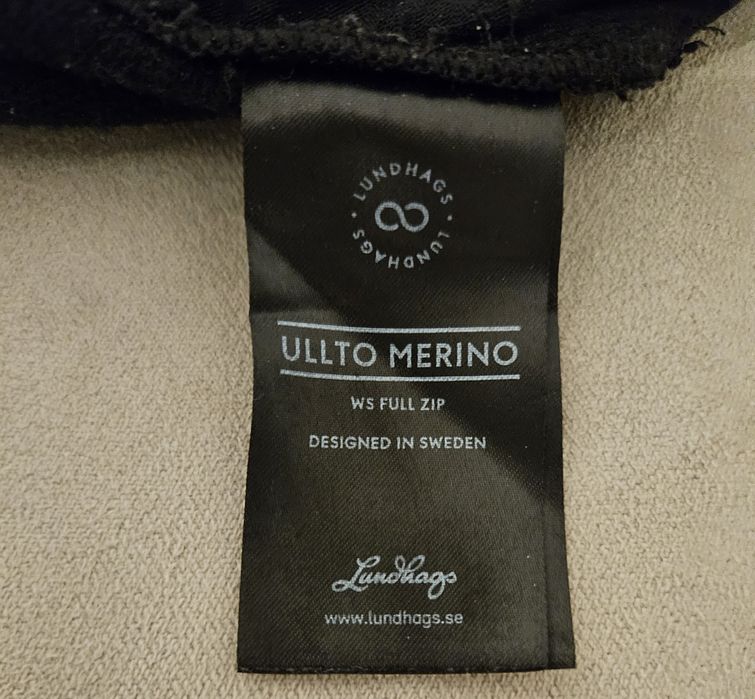 LUNDHAGS · LUNDHAGS ·
ULLTO MERINO
WS FULL ZIP
DESIGNED IN SWEDEN
Lundhags
www.lundhags.se